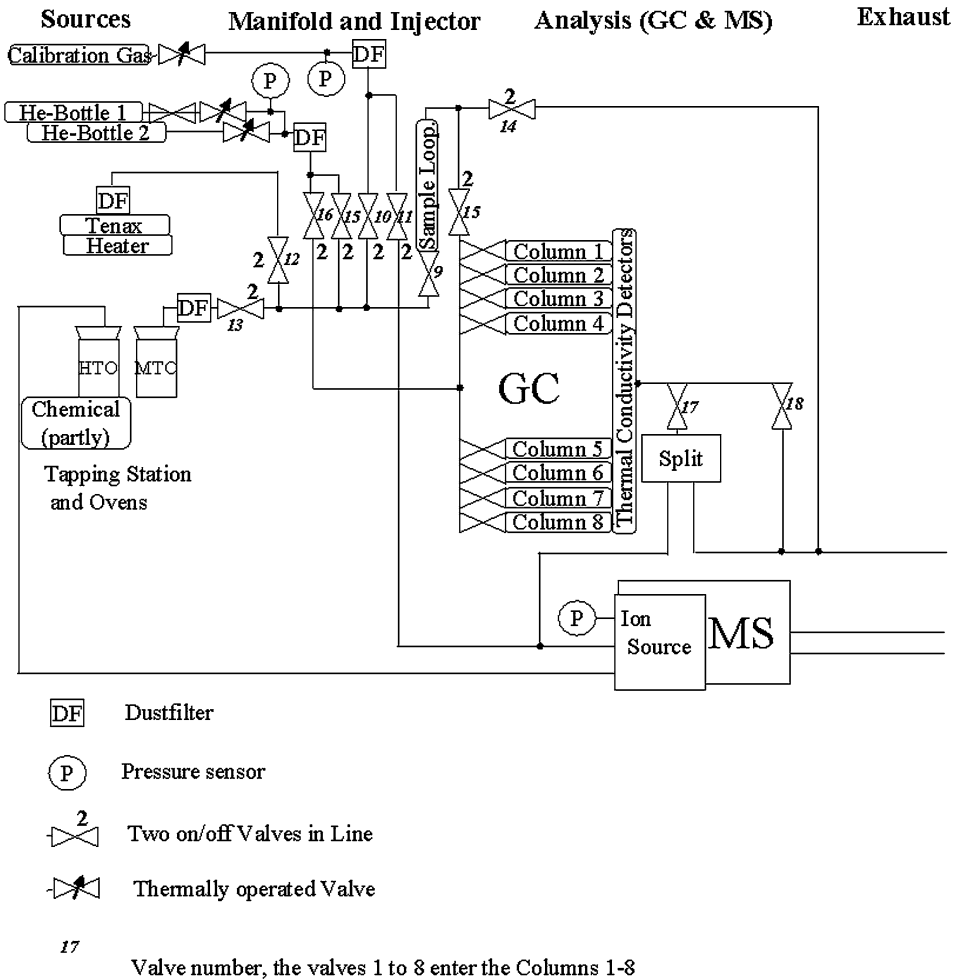 Sources
Manifold and Injector
Analysis (GC & MS)
Exhaust
Calibration Gas
DF
P
P
He-Bottle 1
He-Bottle 2
DF
2
14
Sample Loop.
DF
Tenax
Heater
16
15
10
11
2
15
2
2
2
2
2
12
9
Column 1
Column 2
Column 3
Column 4
Thermal Conductivity Detectors
DF
2
13
HTO
MTO
GC
Chemical
(partly)
17
18
Column 5
Column 6
Column 7
Column 8
Split
Tapping Station
and Ovens
P
Ion
Source
MS
DF
Dustfilter
P
Pressure sensor
2
Two on/off Valves in Line
Thermally operated Valve
17
Valve number, the valves 1 to 8 enter the Columns 1-8